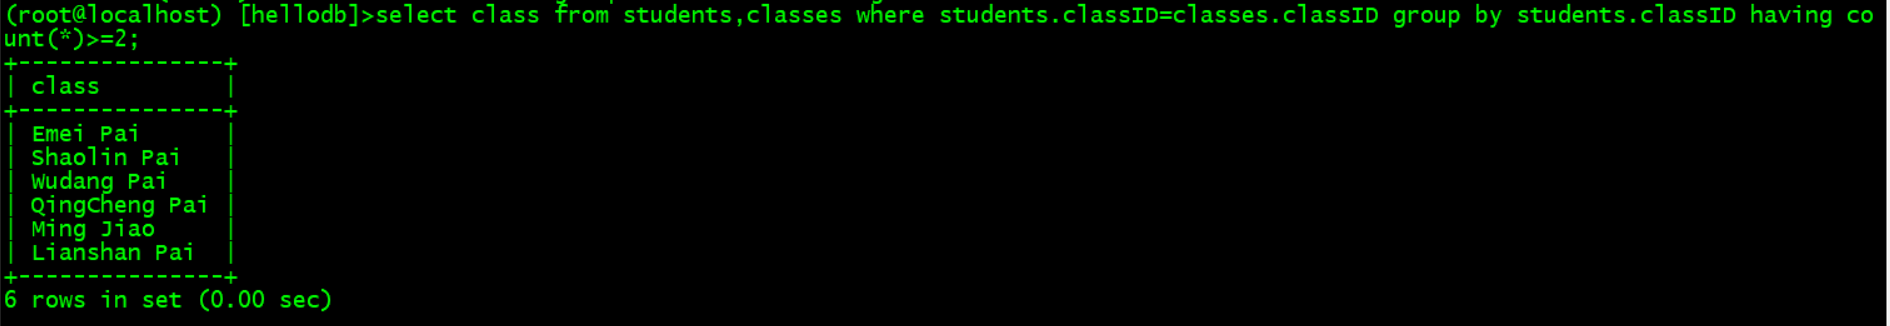 (root@localhost) [hellodb]>select class from students,classes where students.classID=classes.classID group by students.classID having co
unt(*)>=2;
+---------------+
| class         |
+---------------+
| Emei Pai      |
| Shaolin Pai   |
| Wudang Pai    |
| QingCheng Pai |
| Ming Jiao     |
| Lianshan Pai  |
+---------------+
6 rows in set (0.00 sec)